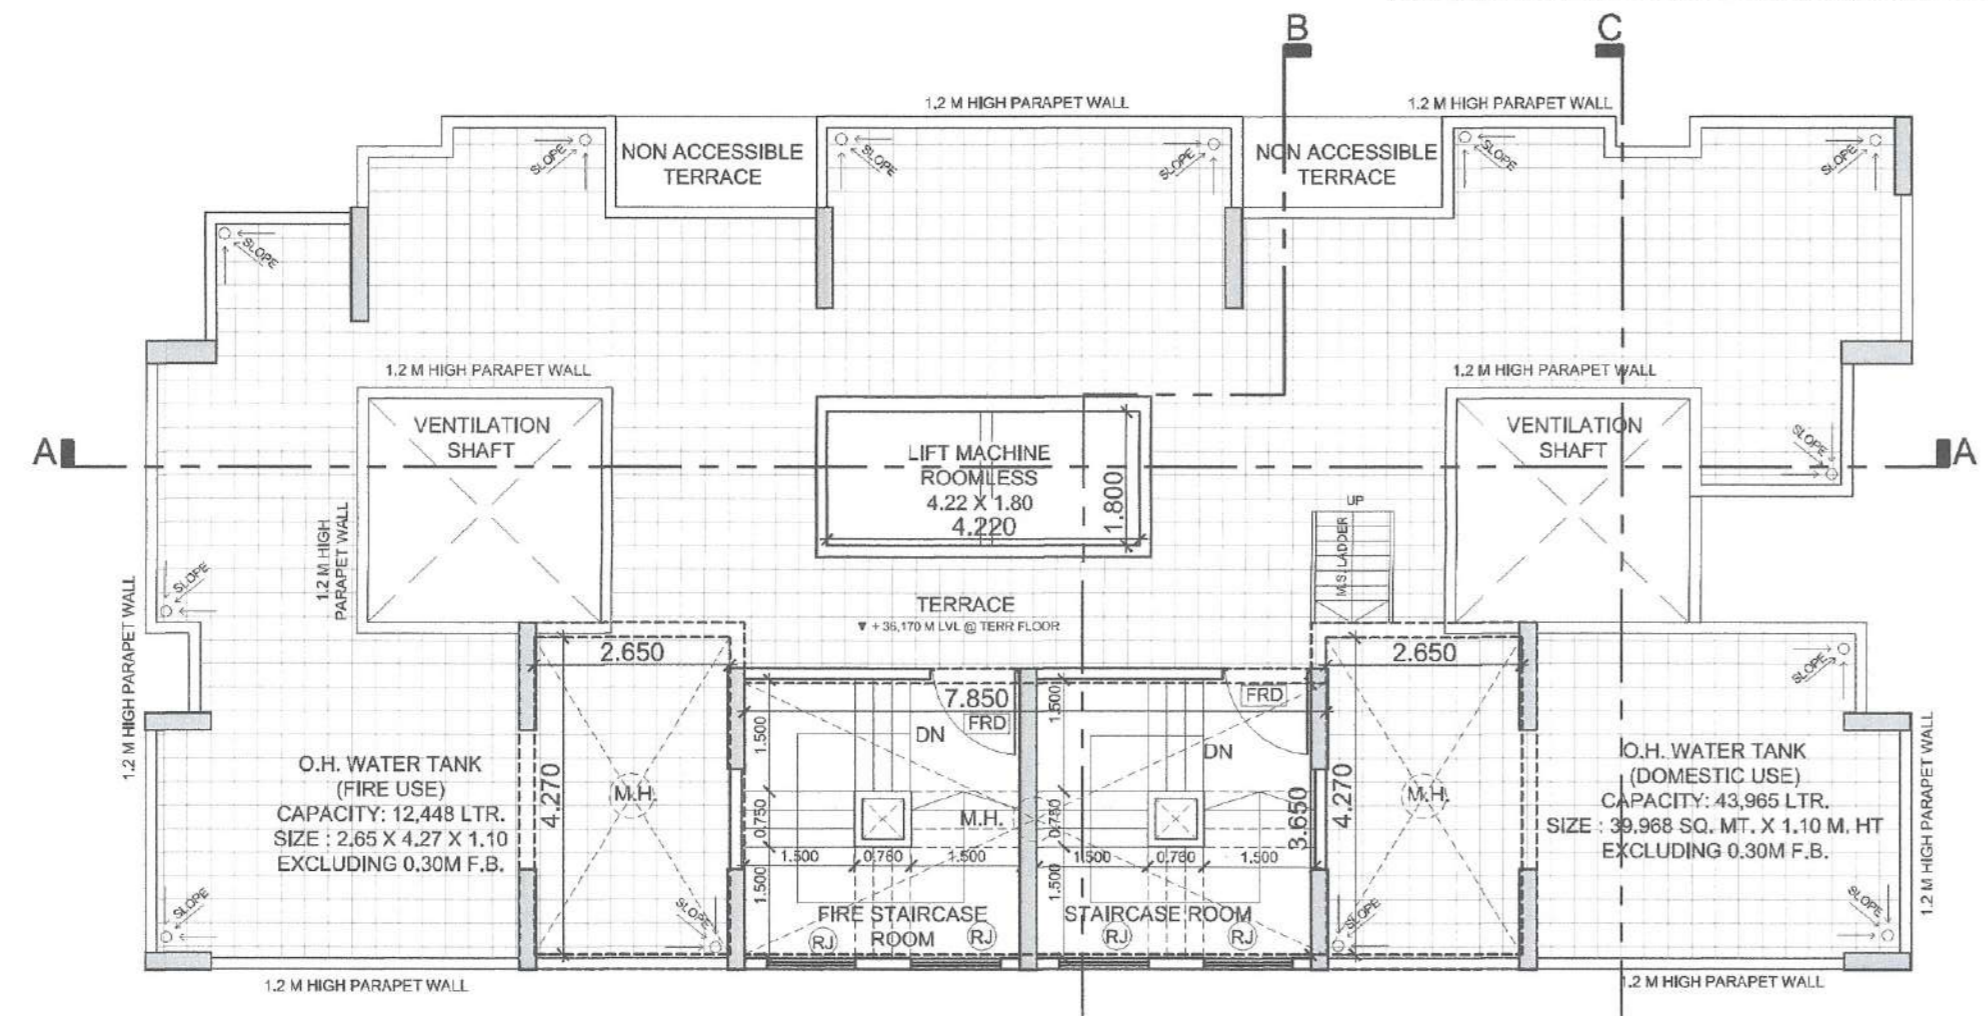 B
C
1.2 M HIGH PARAPET WALL
1.2 M HIGH PARAPET WALL
SLOPE
NON ACCESSIBLE
TERRACE
SLOPE
SLOPE
NON ACCESSIBLE
TERRACE
SLOPE
SLOPE
SLOPE
1.2 M HIGH PARAPET WALL
1.2 M HIGH PARAPET WALL
VENTILATION
SHAFT
LIFT MACHINE
ROOMLESS
4.22 X 1.80
4.220
1.800
VENTILATION
SHAFT
SLOPE
A
A
UP
M.S. LADDER
1.2 M HIGH
PARAPET WALL
SLOPE
1.2 M HIGH PARAPET WALL
TERRACE
▼ +36,170 M LVL @ TERR FLOOR
2.650
2.650
SLOPE
7.850
FRD
FRD
DN
DN
1.500
1.500
O.H. WATER TANK
(FIRE USE)
CAPACITY: 12,448 LTR.
SIZE : 2.65 X 4.27 X 1.10
EXCLUDING 0.30M F.B.
4.270
M.H.
0.750
M.H.
0.750
3.650
4.270
M.H.
O.H. WATER TANK
(DOMESTIC USE)
CAPACITY: 43,965 LTR.
SIZE : 39.968 SQ. MT. X 1.10 M. HT
EXCLUDING 0.30M F.B.
1.2 M HIGH PARAPET WALL
1.500
0.760
1.500
1.500
0.760
1.500
1.500
1.500
SLOPE
SLOPE
FIRE STAIRCASE
ROOM
RJ
RJ
STAIRCASE ROOM
RJ
RJ
SLOPE
SLOPE
1.2 M HIGH PARAPET WALL
1.2 M HIGH PARAPET WALL